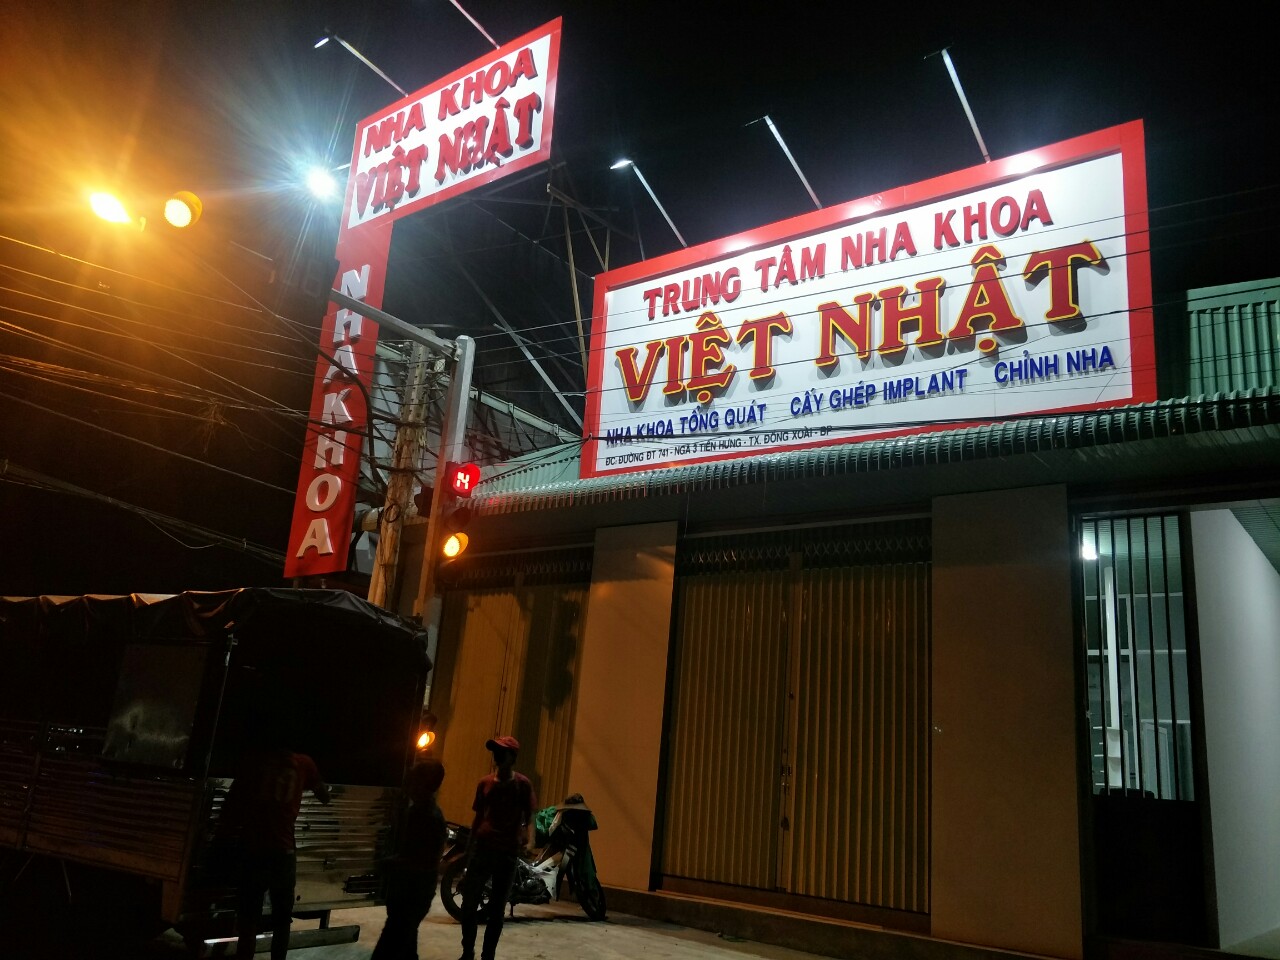 NHA KHOA
VIỆT NHẬT
NHA KHOA
TRUNG TÂM NHA KHOA
VIỆT NHẬT
NHA KHOA TỔNG QUÁT CẤY GHÉP IMPLANT CHỈNH NHA
ĐC: ĐƯỜNG ĐT 741 - NGÃ 3 TIẾN HƯNG - TX. ĐỒNG XOÀI - BP
14